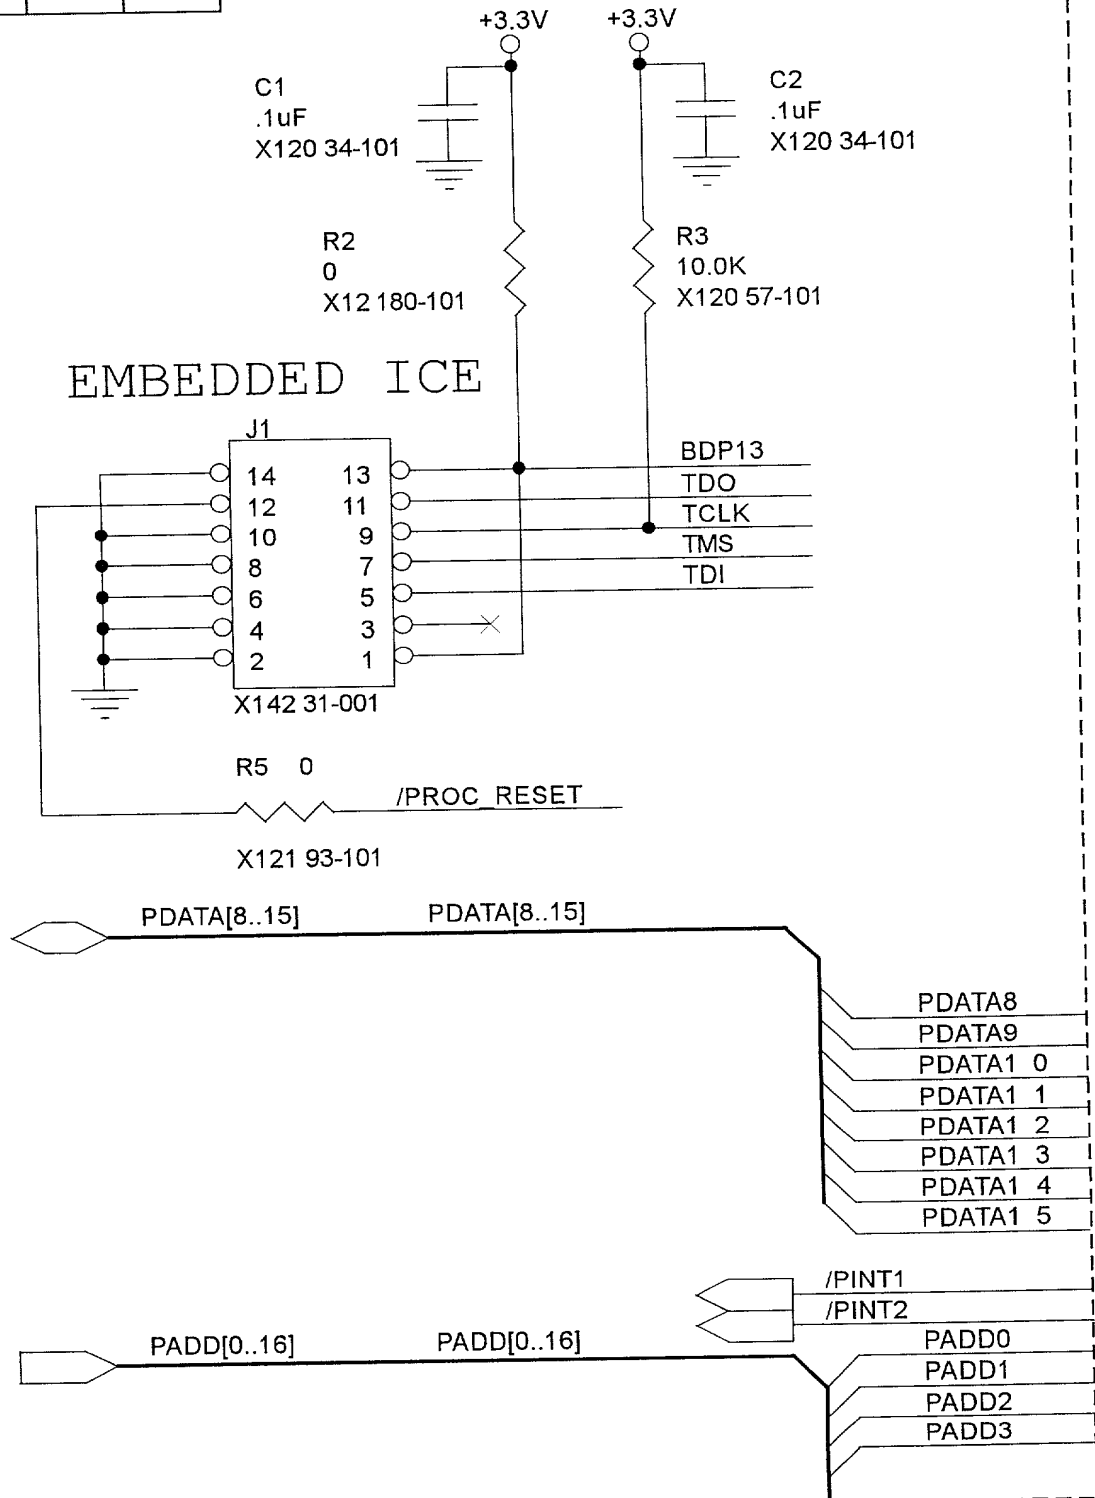 +3.3V +3.3V
C1
.1uF
X120 34-101
C2
.1uF
X120 34-101
R2
0
X12 180-101
R3
10.0K
X120 57-101
EMBEDDED ICE
J1
14 13 BDP13
12 11 TDO
10 9 TCLK
8 7 TMS
6 5 TDI
4 3
2 1
X142 31-001
R5 0
/PROC_RESET
X121 93-101
PDATA[8..15] PDATA[8..15]
PDATA8
PDATA9
PDATA1 0
PDATA1 1
PDATA1 2
PDATA1 3
PDATA1 4
PDATA1 5
/PINT1
/PINT2
PADD[0..16] PADD[0..16]
PADD0
PADD1
PADD2
PADD3